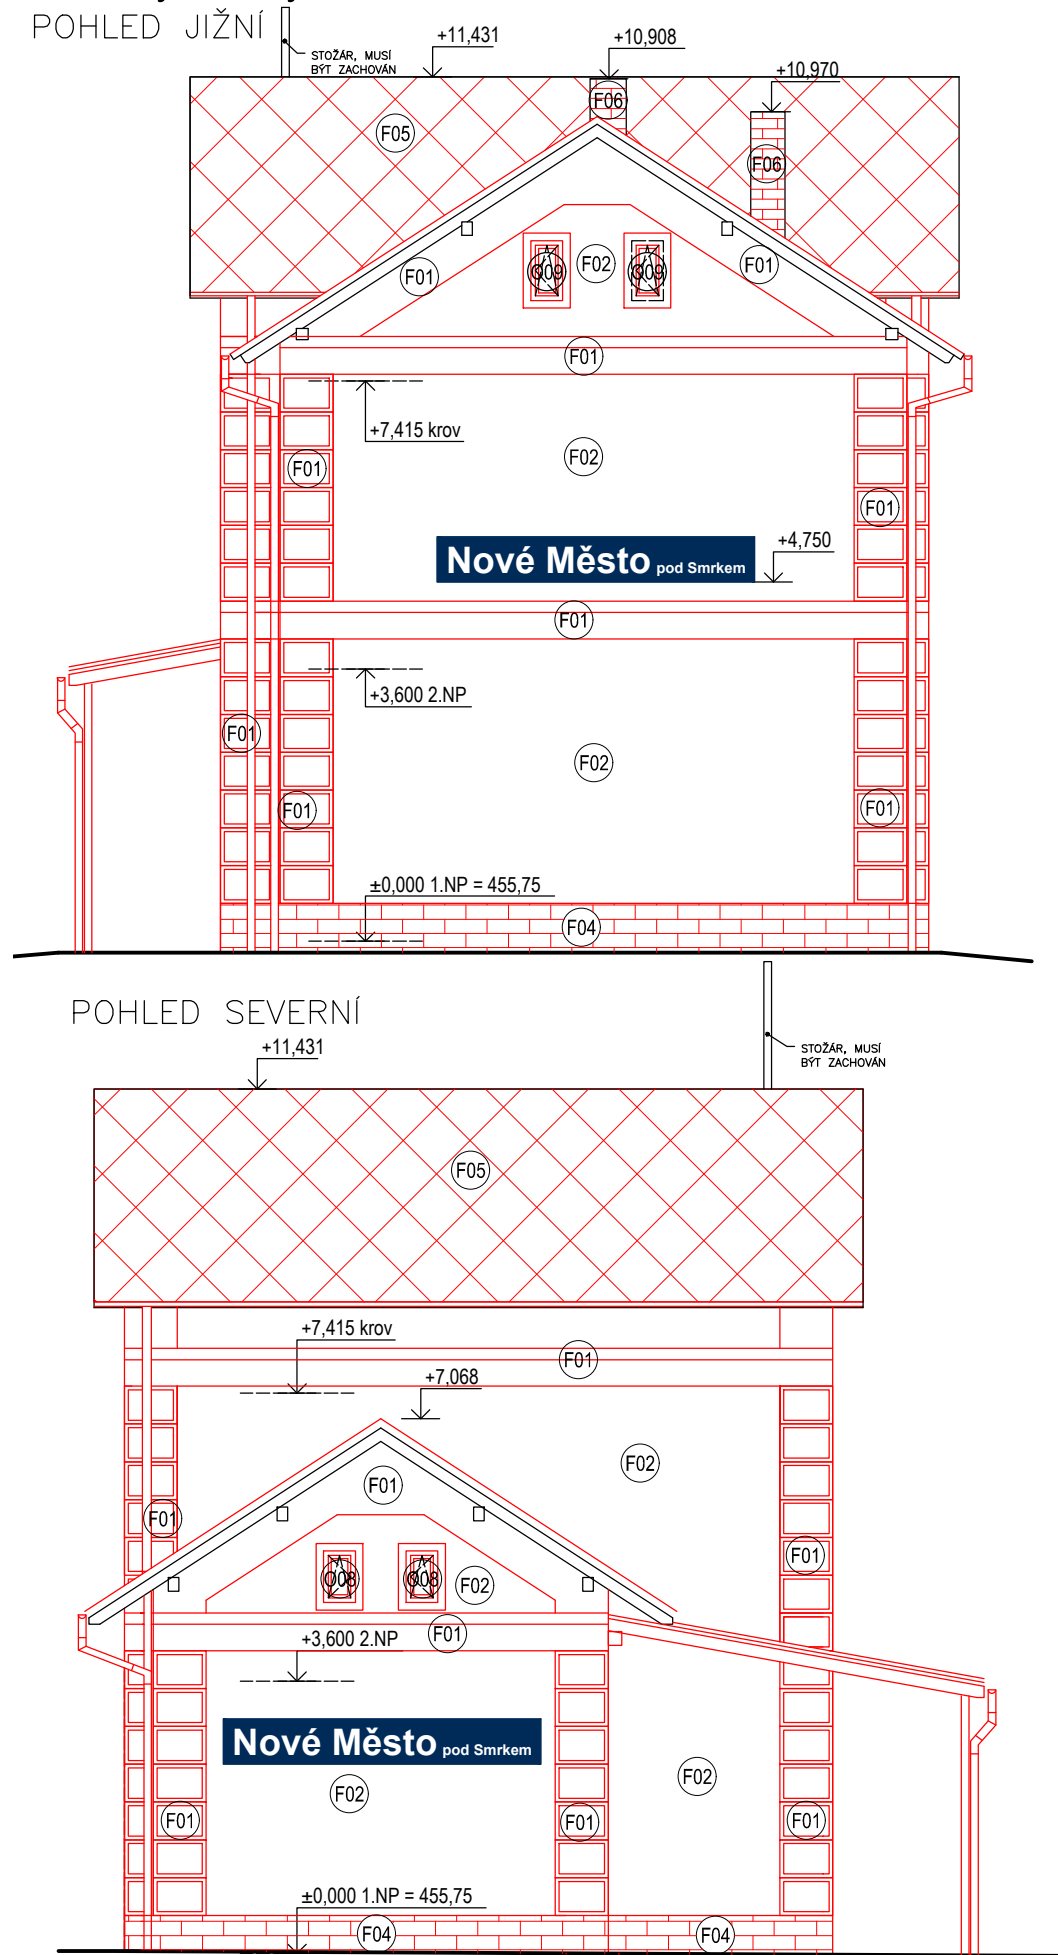 POHLED JIŽNÍ
STOŽÁR, MUSÍ
BÝT ZACHOVÁN
+11,431
+10,908
+10,970
F06
F05
F06
F01
O09
F02
O09
F01
F01
+7,415 krov
F02
F01
F01
Nové Město pod Smrkem
+4,750
F01
+3,600 2.NP
F01
F02
F01
F01
±0,000 1.NP = 455,75
F04
POHLED SEVERNÍ
+11,431
STOŽÁR, MUSÍ
BÝT ZACHOVÁN
F05
+7,415 krov
F01
+7,068
F02
F01
F01
F01
O08
O08
F02
F01
+3,600 2.NP
Nové Město pod Smrkem
F02
F02
F01
F01
F01
±0,000 1.NP = 455,75
F04
F04